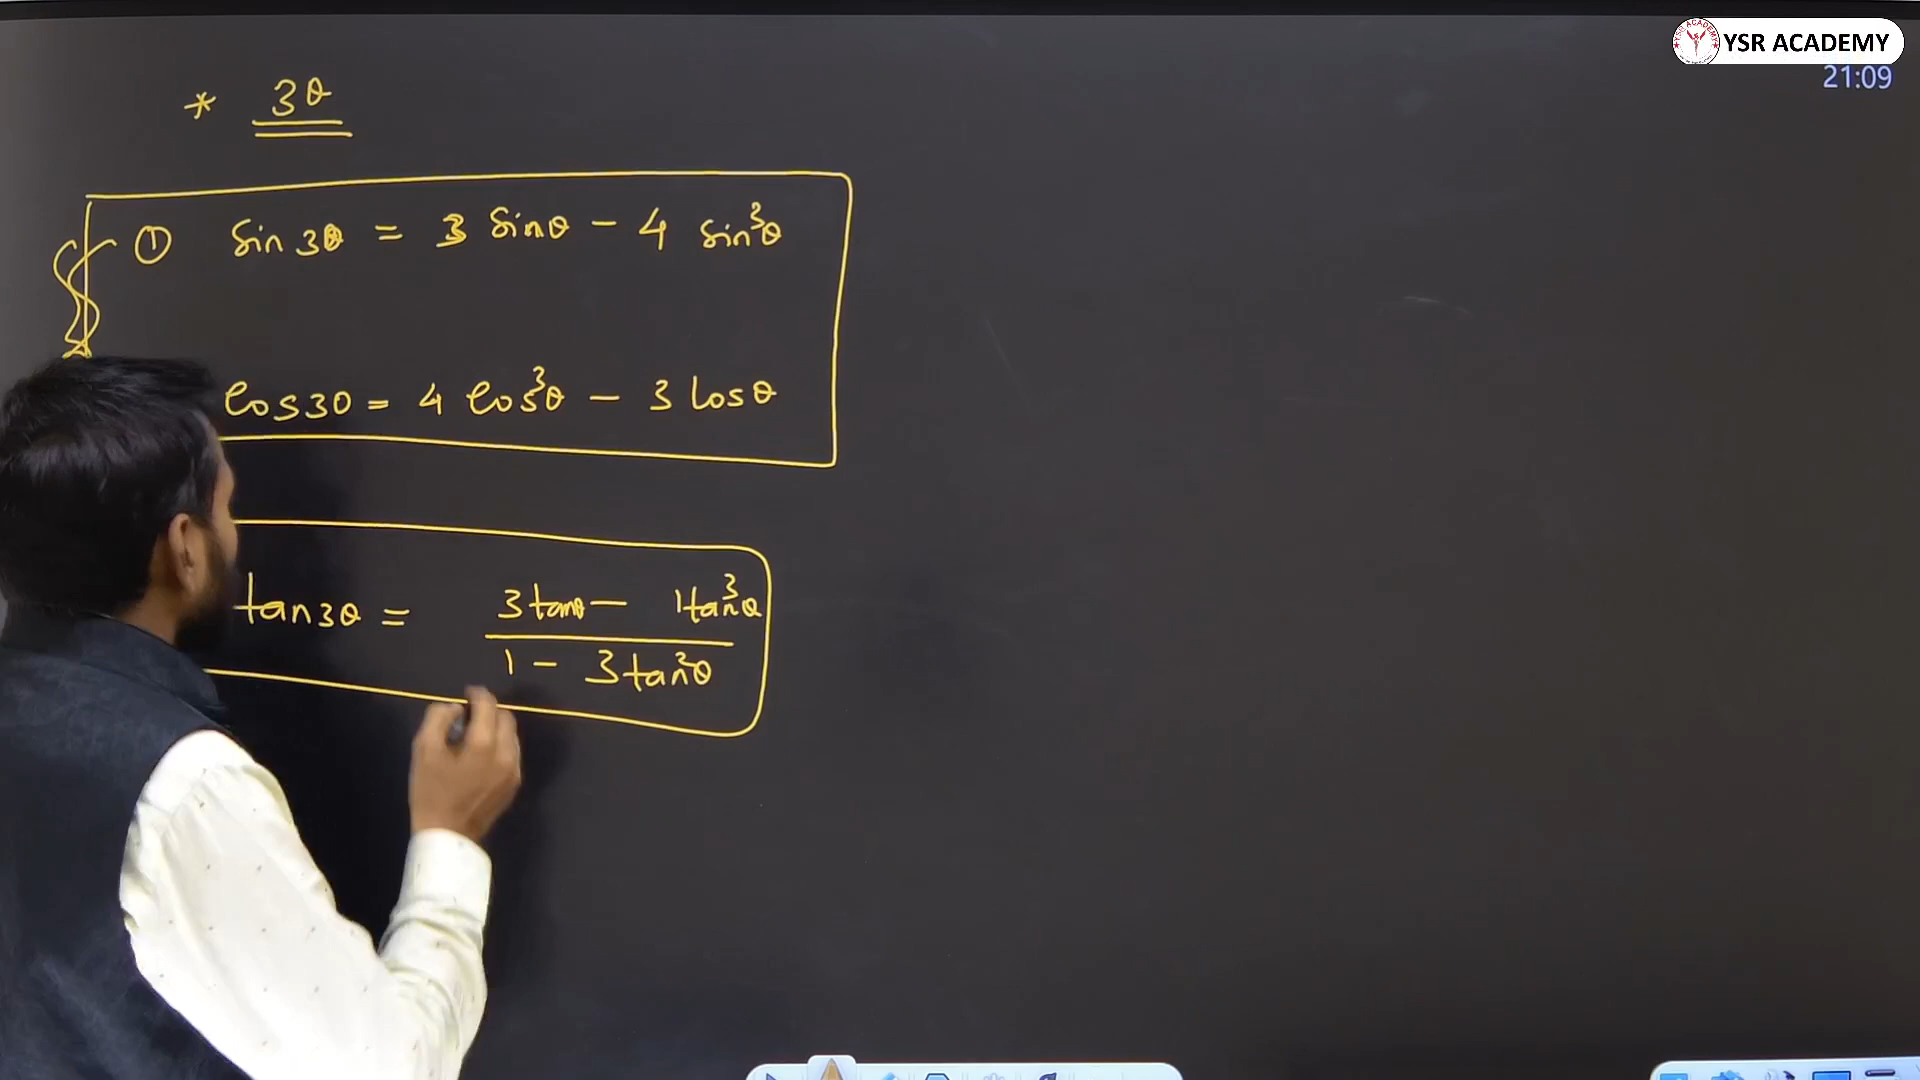 YSR ACADEMY
21:09
* 3θ
① Sin 3θ = 3 Sinθ − 4 Sin³θ
Cos3θ = 4 Cos³θ − 3 Cosθ
tan3θ = 3tanθ − 1tan³θ
1 − 3tan²θ